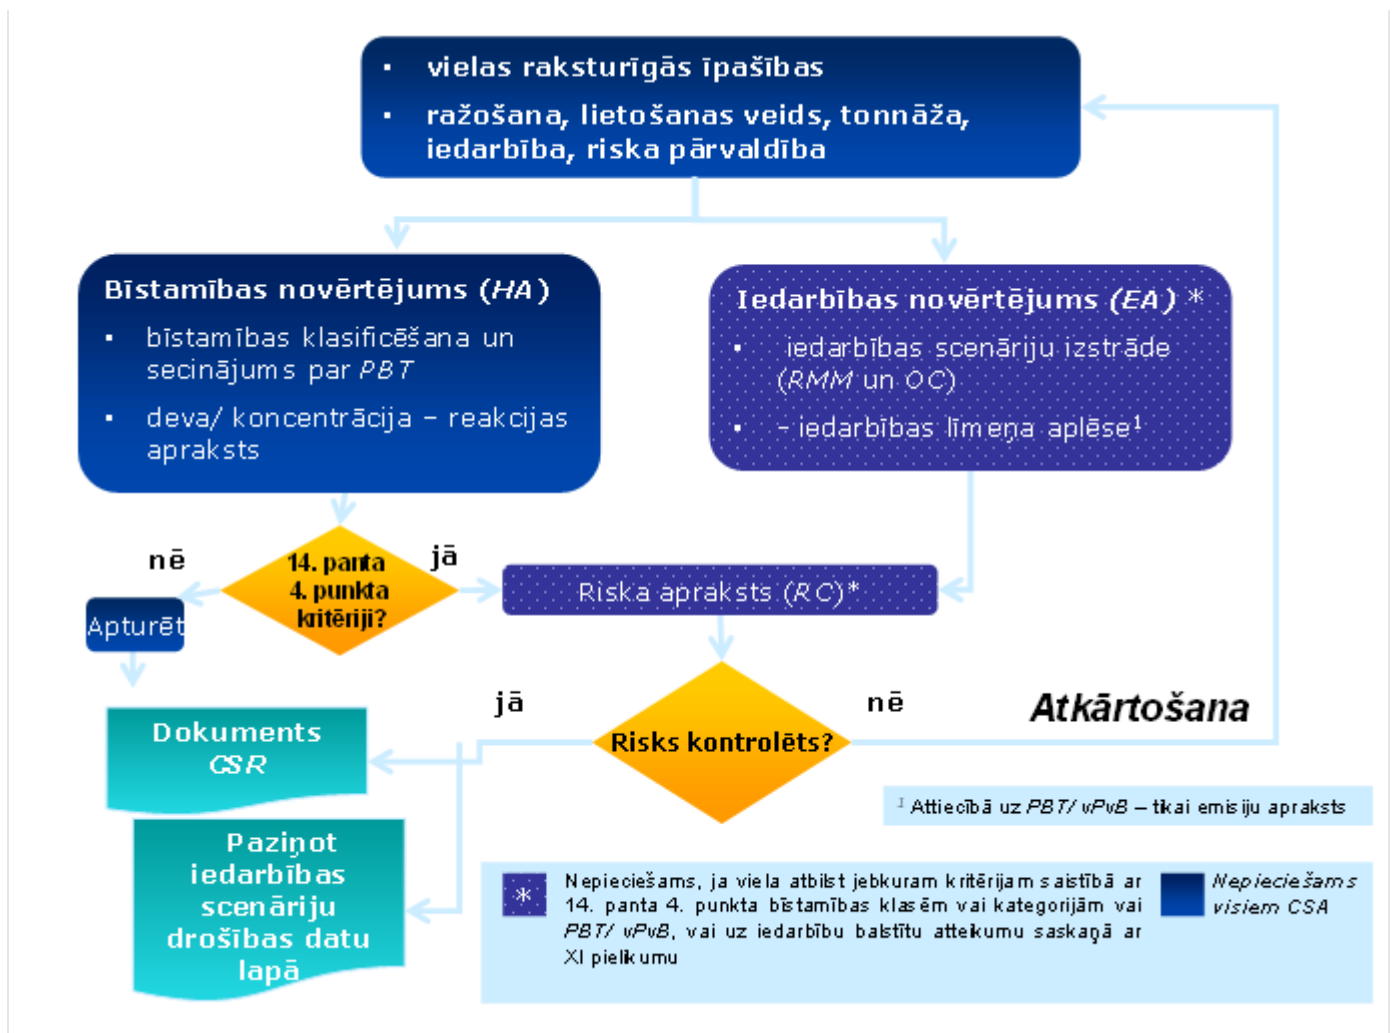 ▪ vielas raksturīgās īpašības
▪ ražošana, lietošanas veids, tonnāža,
iedarbība, riska pārvaldība
Bīstamības novērtējums (HA)
▪ bīstamības klasificēšana un
secinājums par PBT
▪ deva/ koncentrācija – reakcijas
apraksts
Iedarbības novērtējums (EA) *
▪ iedarbības scenāriju izstrāde
(RMM un OC)
▪ – iedarbības līmeņa aplēse¹
nē
14. panta
4. punkta
kritēriji?
jā
Riska apraksts (RC)*
Apturēt
jā
nē
Atkārtošana
Risks kontrolēts?
Dokuments
CSR
¹ Attiecībā uz PBT/ vPvB – tikai emisiju apraksts
Paziņot
iedarbības
scenāriju
drošības datu
lapā
* Nepieciešams, ja viela atbilst jebkuram kritērijam saistībā ar
14. panta 4. punkta bīstamības klasēm vai kategorijām vai
PBT/ vPvB, vai uz iedarbību balstītu atteikumu saskaņā ar
XI pielikumu
Nepieciešams
visiem CSA